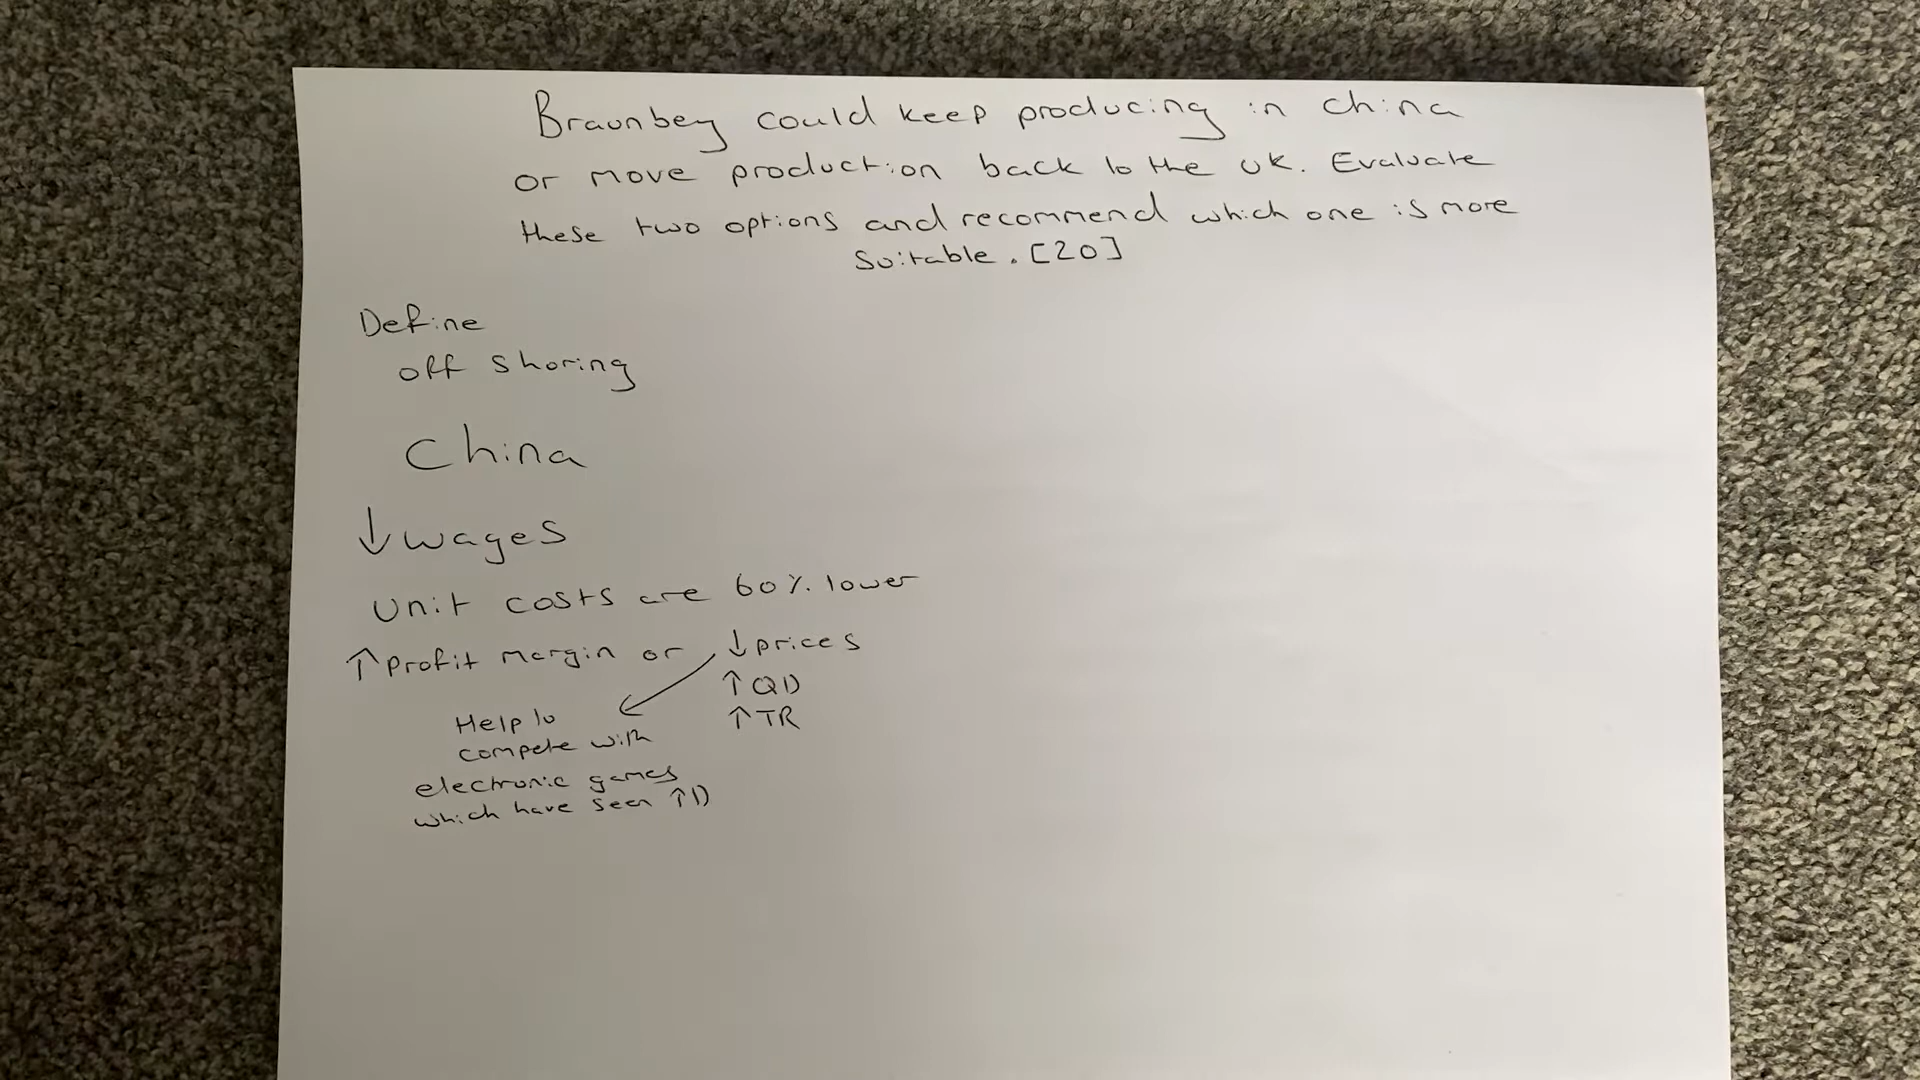 Braunbey could keep producing in china
or move production back to the UK. Evaluate
these two options and recommend which one is more
suitable. [20]
Define
off shoring
China
↓ wages
Unit costs are 60% lower
↑ profit margin or ↓ prices
↑ QD
↑ TR
Help to
compete with
electronic games
which have seen ↑D